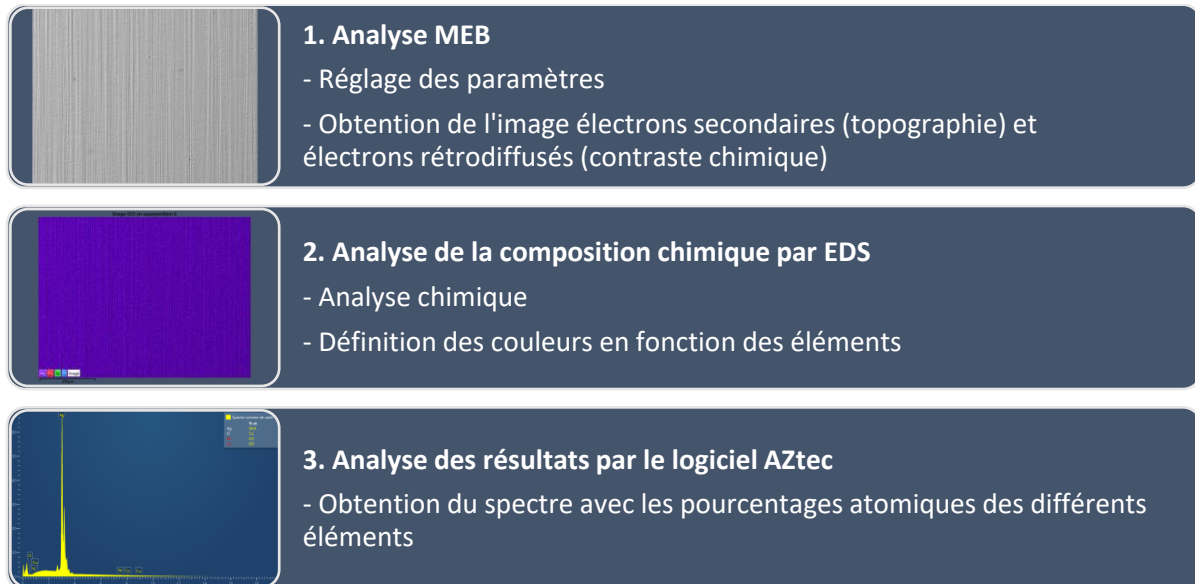 1. Analyse MEB
- Réglage des paramètres
- Obtention de l'image électrons secondaires (topographie) et
électrons rétrodiffusés (contraste chimique)
2. Analyse de la composition chimique par EDS
- Analyse chimique
- Définition des couleurs en fonction des éléments
3. Analyse des résultats par le logiciel AZtec
- Obtention du spectre avec les pourcentages atomiques des différents
éléments